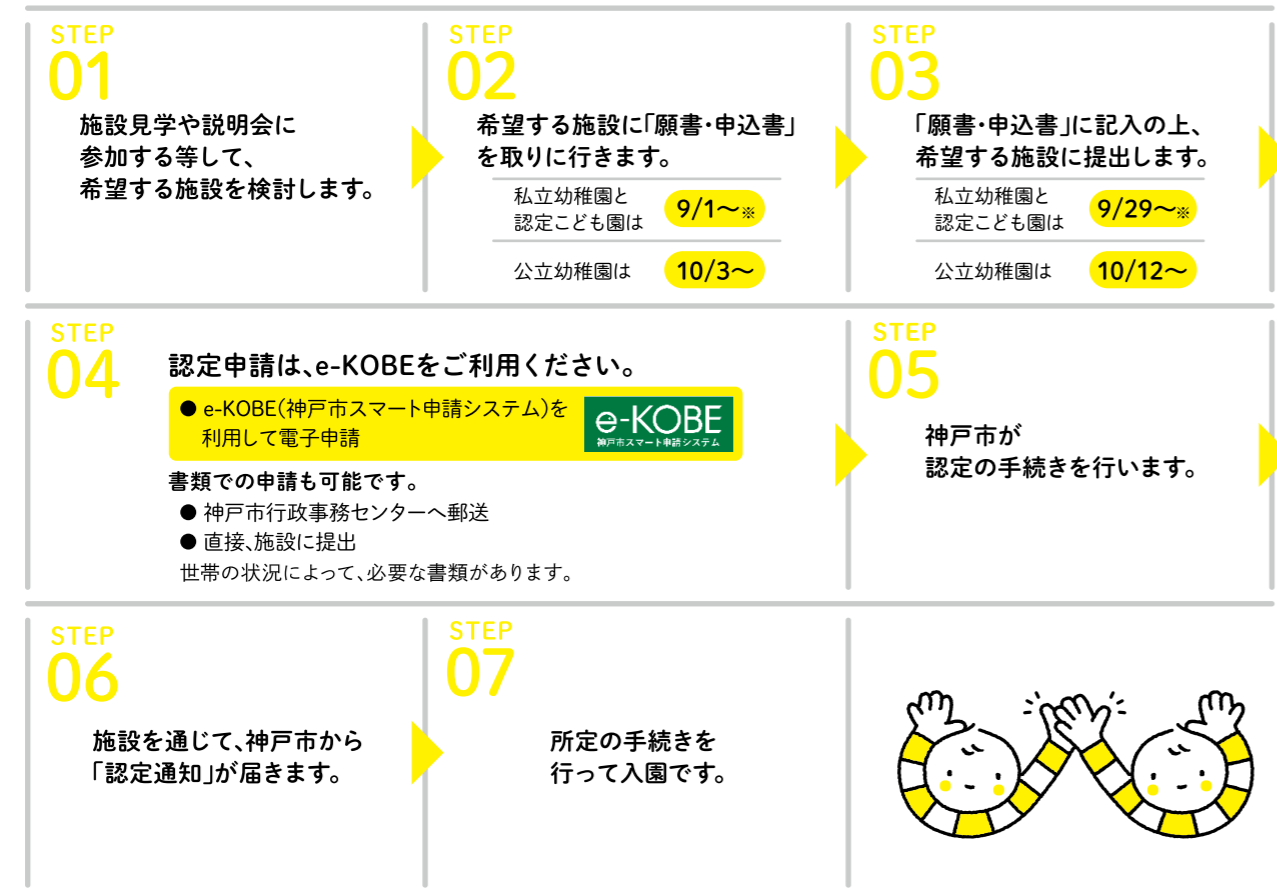 STEP
01
施設見学や説明会に
参加する等して、
希望する施設を検討します。
STEP
02
希望する施設に「願書・申込書」
を取りに行きます。
私立幼稚園と
認定こども園は
9/1〜※
公立幼稚園は
10/3〜
STEP
03
「願書・申込書」に記入の上、
希望する施設に提出します。
私立幼稚園と
認定こども園は
9/29〜※
公立幼稚園は
10/12〜
STEP
04
認定申請は、e-KOBEをご利用ください。
● e-KOBE(神戸市スマート申請システム)を
利用して電子申請
e-KOBE
神戸市スマート申請システム
書類での申請も可能です。
● 神戸市行政事務センターへ郵送
● 直接、施設に提出
世帯の状況によって、必要な書類があります。
STEP
05
神戸市が
認定の手続きを行います。
STEP
06
施設を通じて、神戸市から
「認定通知」が届きます。
STEP
07
所定の手続きを
行って入園です。